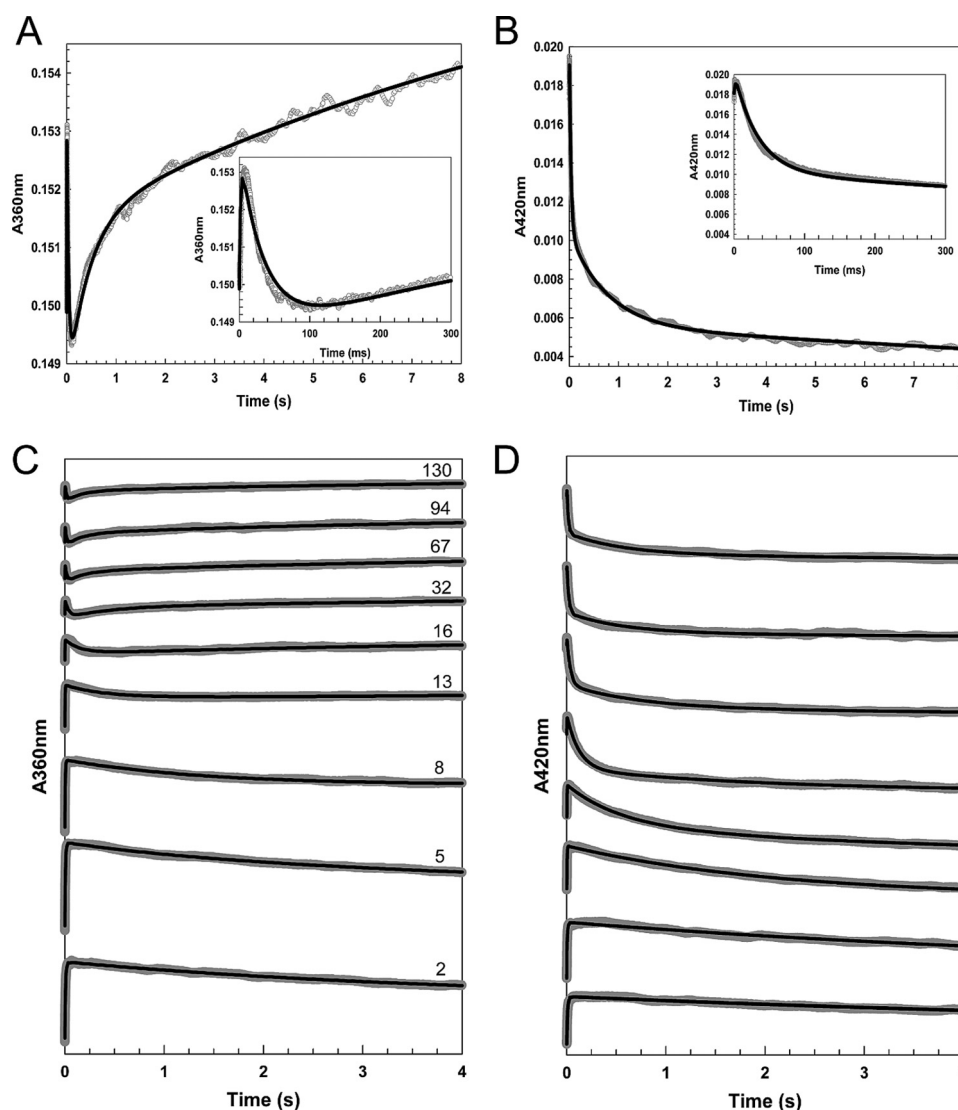 A
A360nm
0.154
0.153
0.152
0.151
0.150
0.149
0 1 2 3 4 5 6 7 8
Time (s)
A360nm
0.153
0.152
0.151
0.150
0.149
0 100 200 300
Time (ms)
B
A420nm
0.020
0.018
0.016
0.014
0.012
0.010
0.008
0.006
0.004
0 1 2 3 4 5 6 7
Time (s)
A420nm
0.020
0.018
0.016
0.014
0.012
0.010
0.008
0.006
0.004
0 100 200 300
Time (ms)
C
A360nm
130
94
67
32
16
13
8
5
2
0 1 2 3 4
Time (s)
D
A420nm
0 1 2 3
Time (s)